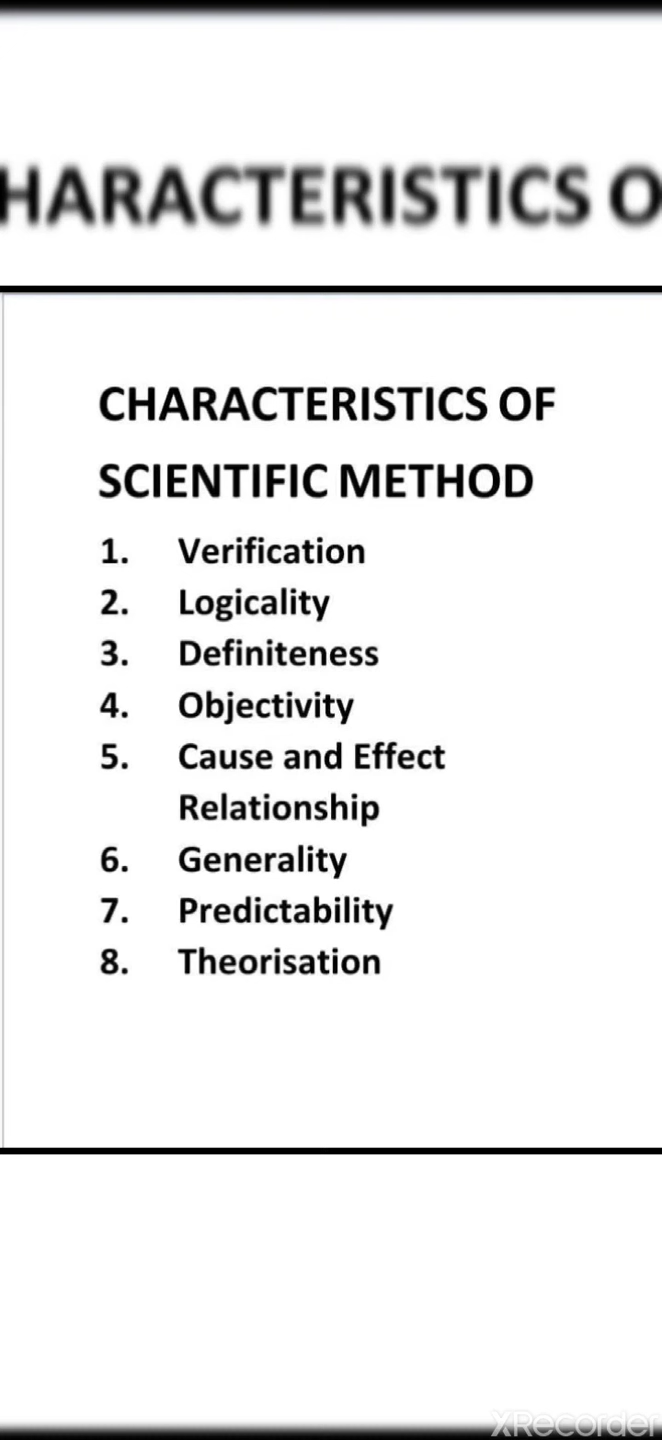 HARACTERISTICS O
CHARACTERISTICS OF
SCIENTIFIC METHOD
1. Verification
2. Logicality
3. Definiteness
4. Objectivity
5. Cause and Effect
Relationship
6. Generality
7. Predictability
8. Theorisation
XRecorder